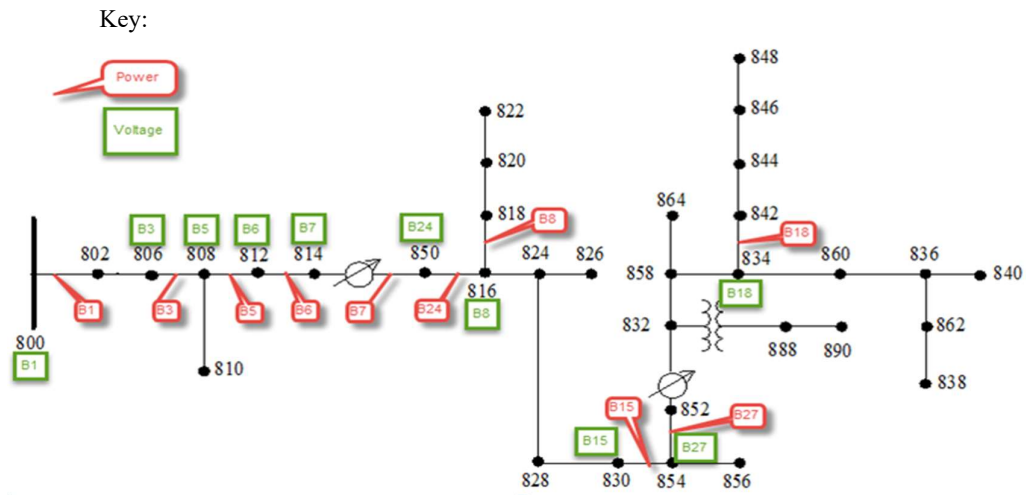 Key:
Power
Voltage
848
846
844
842
822
820
818
B8
864
B18
B3
B5
B6
B7
B24
802
806
808
812
814
850
824
826
858
834
860
836
840
816
B1
B3
B5
B6
B7
B24
B8
B18
800
B1
810
832
888
890
862
838
852
B15
B27
B15
B27
828
830
854
856